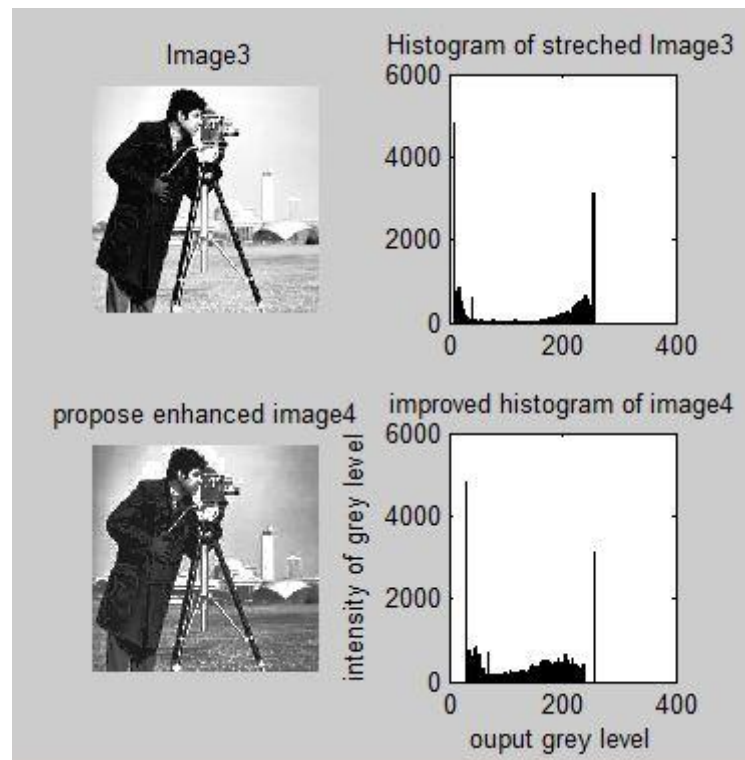 Image3
Histogram of streched Image3
6000
4000
2000
0
0 200 400
propose enhanced image4
improved histogram of image4
intensity of grey level
6000
4000
2000
0
0 200 400
ouput grey level